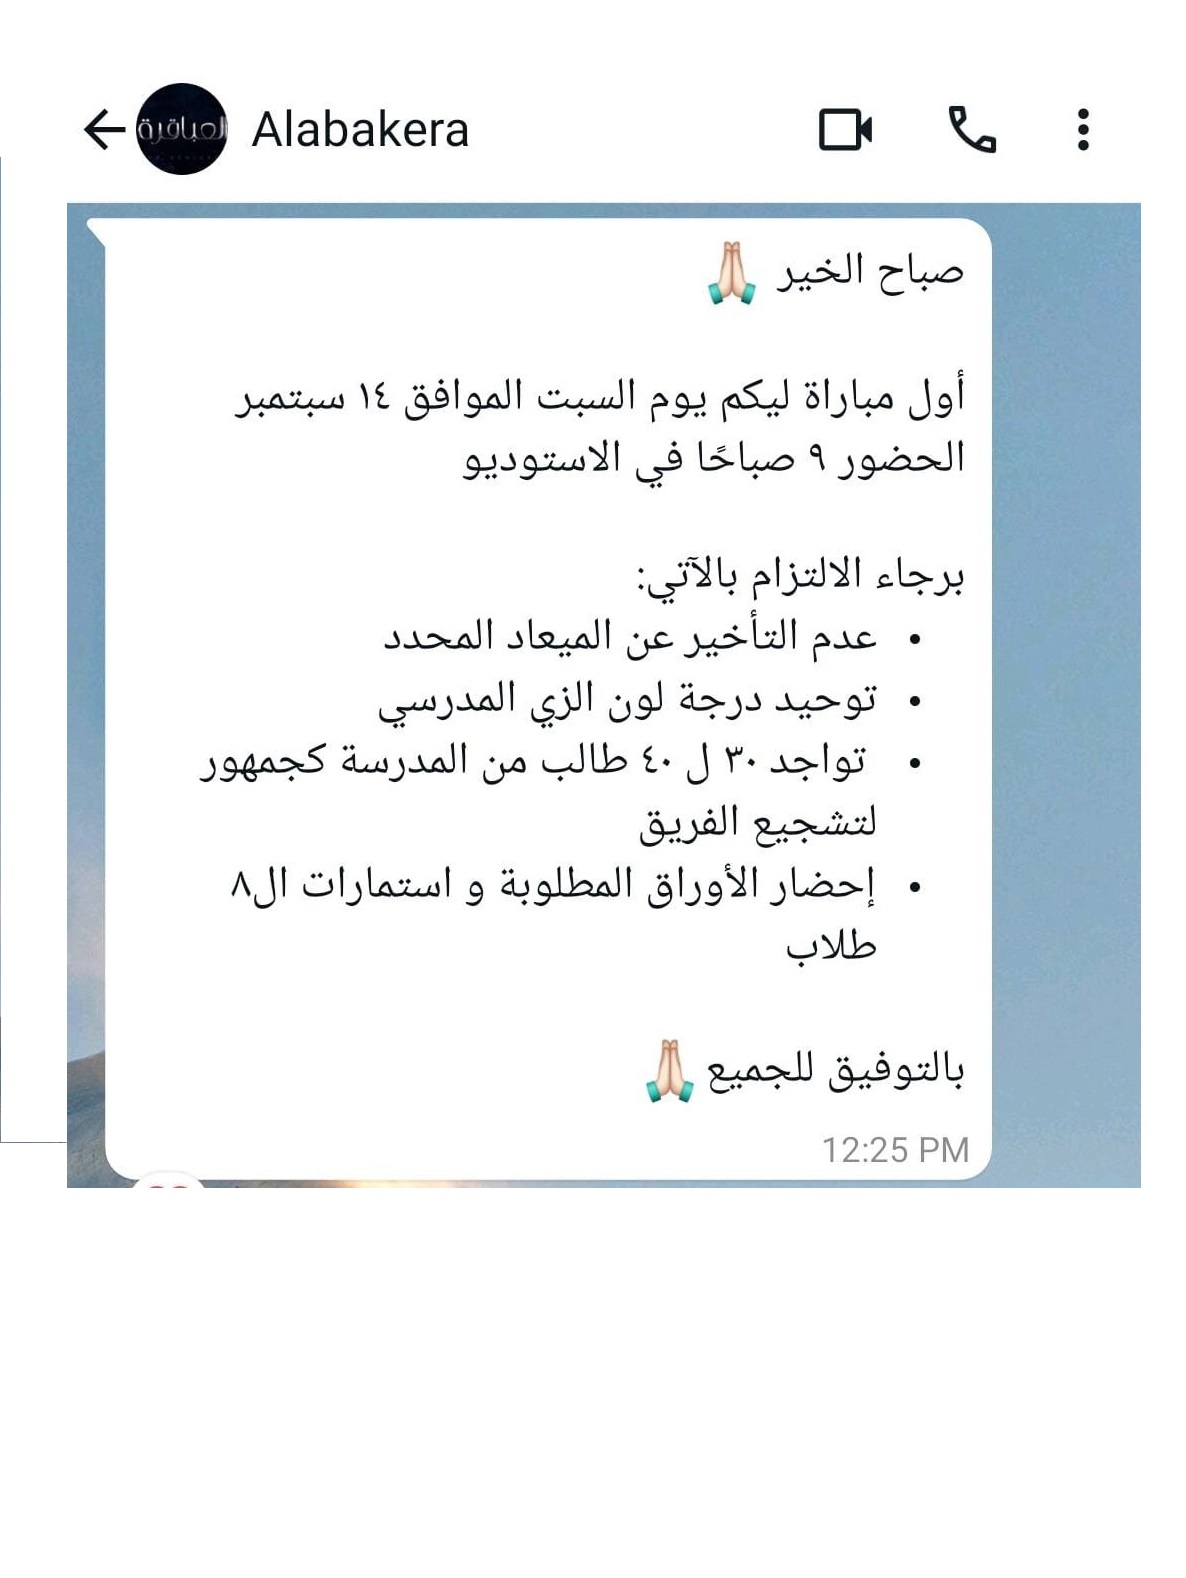 Alabakera
العباقرة
صباح الخير 🙏🏻
أول مباراة ليكم يوم السبت الموافق ١٤ سبتمبر
الحضور ٩ صباحًا في الاستوديو
برجاء الالتزام بالآتي:
• عدم التأخير عن الميعاد المحدد
• توحيد درجة لون الزي المدرسي
• تواجد ٣٠ ل ٤٠ طالب من المدرسة كجمهور
لتشجيع الفريق
• إحضار الأوراق المطلوبة و استمارات ال٨
طلاب
بالتوفيق للجميع 🙏🏻
12:25 PM